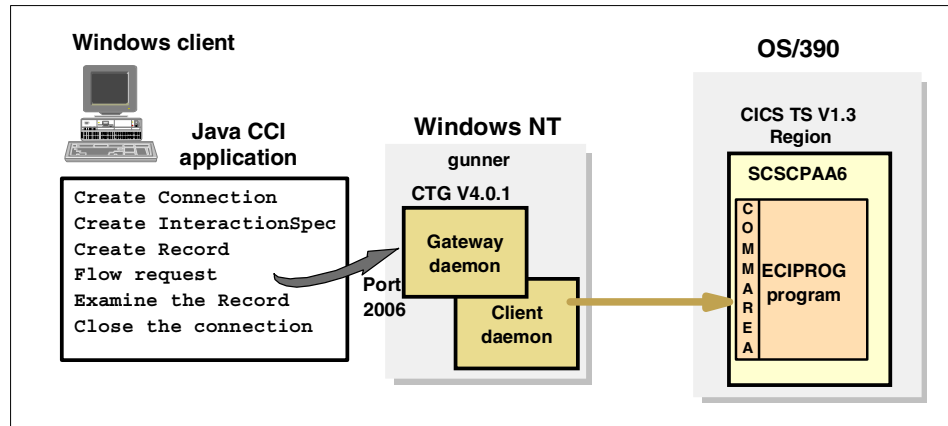 Windows client
Java CCI
application
Create Connection
Create InteractionSpec
Create Record
Flow request
Examine the Record
Close the connection
Windows NT
gunner
CTG V4.0.1
Gateway
daemon
Port
2006
Client
daemon
OS/390
CICS TS V1.3
Region
SCSCPAA6
COMMAREA
ECIPROG
program